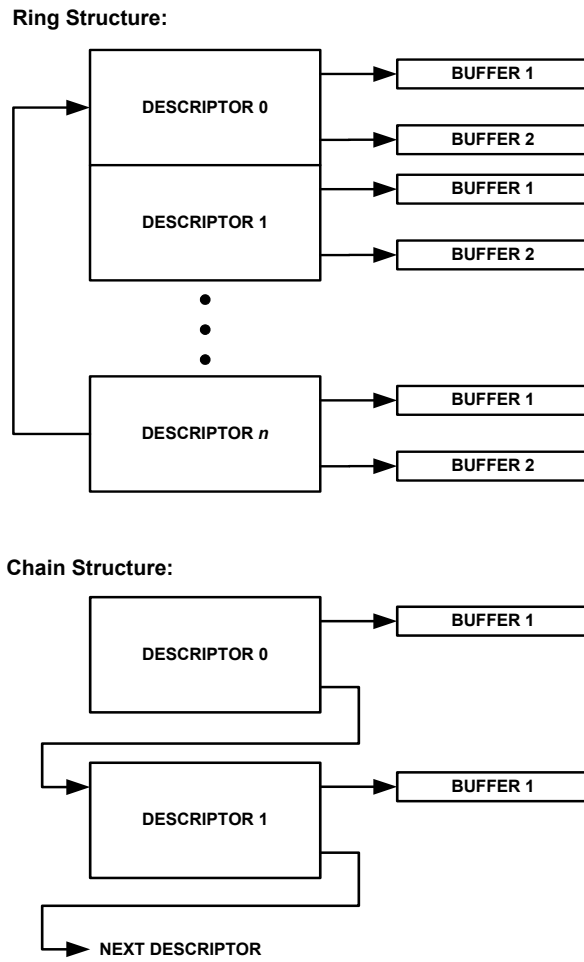 Ring Structure:
DESCRIPTOR 0
BUFFER 1
BUFFER 2
DESCRIPTOR 1
BUFFER 1
BUFFER 2
DESCRIPTOR n
BUFFER 1
BUFFER 2
Chain Structure:
DESCRIPTOR 0
BUFFER 1
DESCRIPTOR 1
BUFFER 1
NEXT DESCRIPTOR